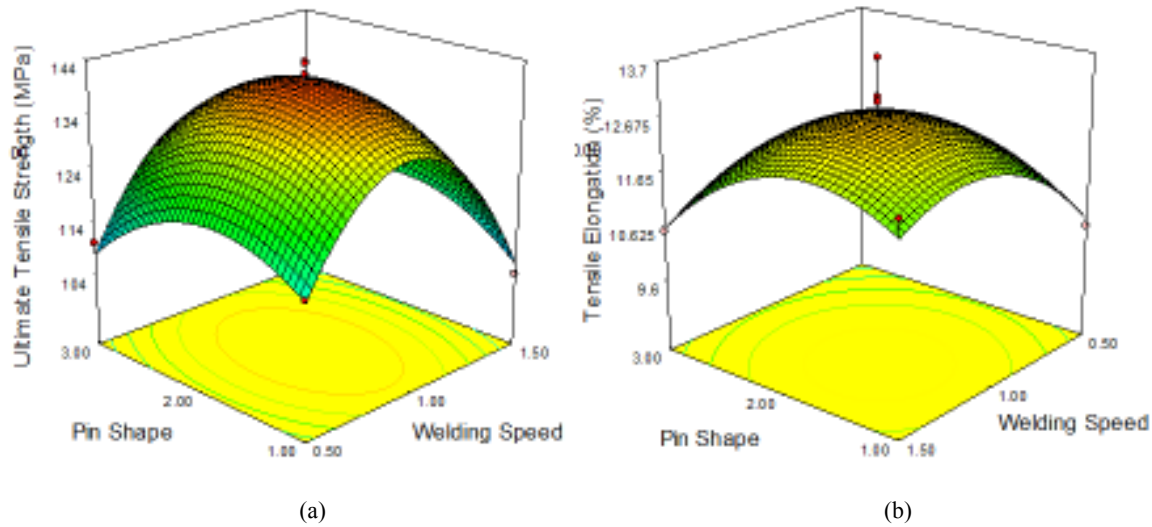 144
134
124
114
104
Ultimate Tensile Strength (MPa)
3.00
2.00
1.00
Pin Shape
0.50
1.00
1.50
Welding Speed
(a)
13.7
12.675
11.65
10.625
9.6
Tensile Elongation (%)
3.00
2.00
1.00
Pin Shape
1.50
1.00
0.50
Welding Speed
(b)